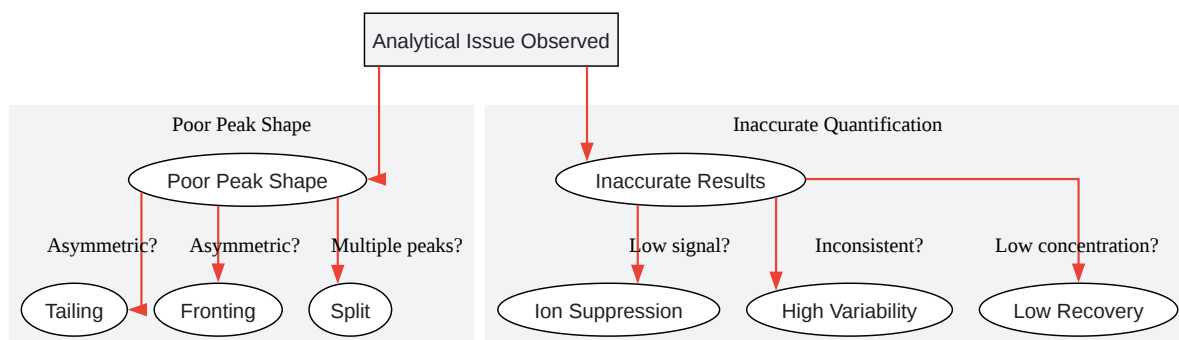 Analytical Issue Observed
Poor Peak Shape
Inaccurate Quantification
Poor Peak Shape
Inaccurate Results
Asymmetric?
Asymmetric?
Multiple peaks?
Low signal?
Inconsistent?
Low concentration?
Tailing
Fronting
Split
Ion Suppression
High Variability
Low Recovery